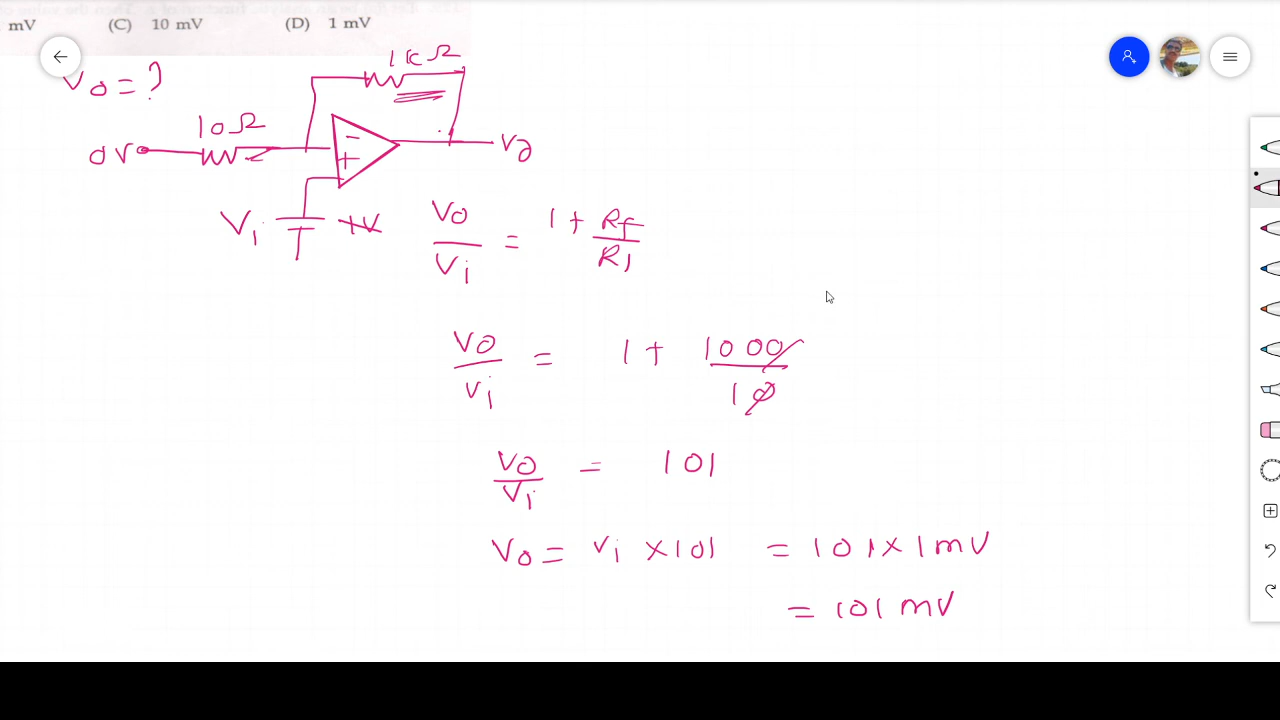 mV (C) 10 mV (D) 1 mV
Vo = ?
1kΩ
10Ω
0V
-
+
Vo
Vi
Vo/Vi = 1 + Rf/R1
Vo/Vi = 1 + 1000/10
Vo/Vi = 101
Vo = Vi × 101 = 101 × 1mV
= 101 mV